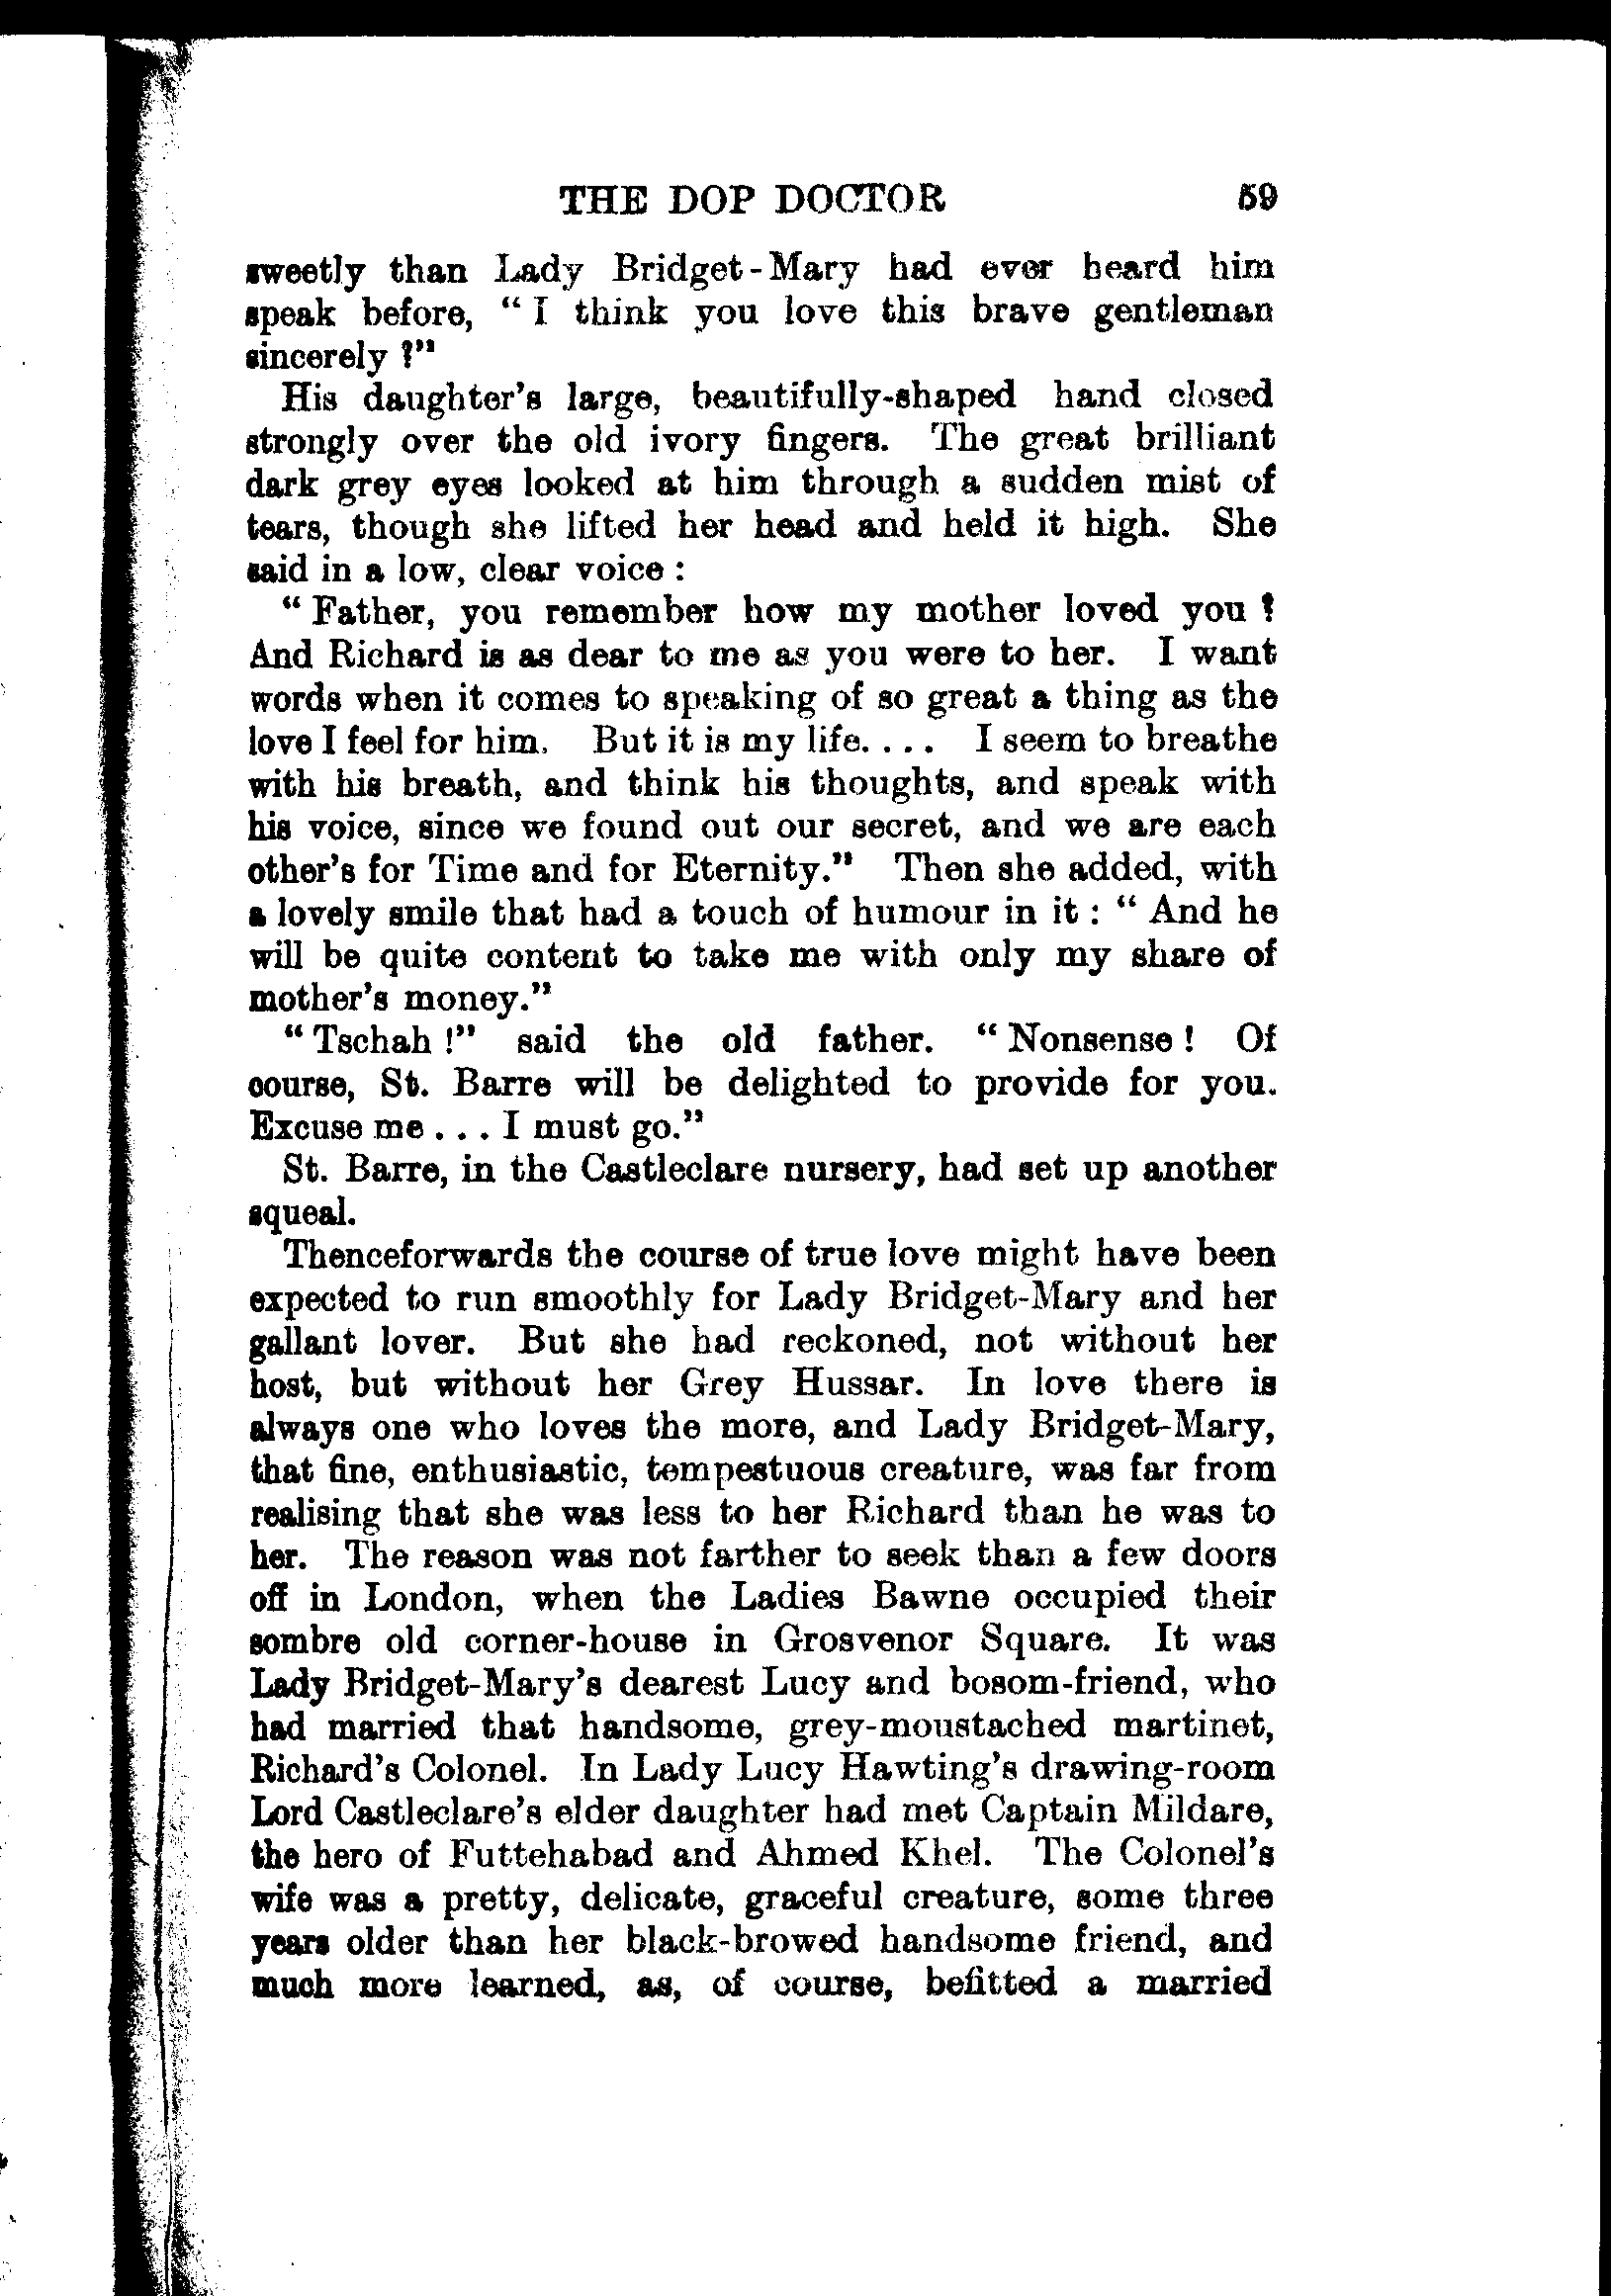 THE DOP DOCTOR 59
sweetly than Lady Bridget-Mary had ever heard him
speak before, “ I think you love this brave gentleman
sincerely ?”
His daughter’s large, beautifully-shaped hand closed
strongly over the old ivory fingers. The great brilliant
dark grey eyes looked at him through a sudden mist of
tears, though she lifted her head and held it high. She
said in a low, clear voice :
“ Father, you remember how my mother loved you ?
And Richard is as dear to me as you were to her. I want
words when it comes to speaking of so great a thing as the
love I feel for him. But it is my life. . . . I seem to breathe
with his breath, and think his thoughts, and speak with
his voice, since we found out our secret, and we are each
other’s for Time and for Eternity.” Then she added, with
a lovely smile that had a touch of humour in it : “ And he
will be quite content to take me with only my share of
mother’s money.”
“ Tschah !” said the old father. “ Nonsense ! Of
course, St. Barre will be delighted to provide for you.
Excuse me . . . I must go.”
St. Barre, in the Castleclare nursery, had set up another
squeal.
Thenceforwards the course of true love might have been
expected to run smoothly for Lady Bridget-Mary and her
gallant lover. But she had reckoned, not without her
host, but without her Grey Hussar. In love there is
always one who loves the more, and Lady Bridget-Mary,
that fine, enthusiastic, tempestuous creature, was far from
realising that she was less to her Richard than he was to
her. The reason was not farther to seek than a few doors
off in London, when the Ladies Bawne occupied their
sombre old corner-house in Grosvenor Square. It was
Lady Bridget-Mary’s dearest Lucy and bosom-friend, who
had married that handsome, grey-moustached martinet,
Richard’s Colonel. In Lady Lucy Hawting’s drawing-room
Lord Castleclare’s elder daughter had met Captain Mildare,
the hero of Futtehabad and Ahmed Khel. The Colonel’s
wife was a pretty, delicate, graceful creature, some three
years older than her black-browed handsome friend, and
much more learned, as, of course, befitted a married